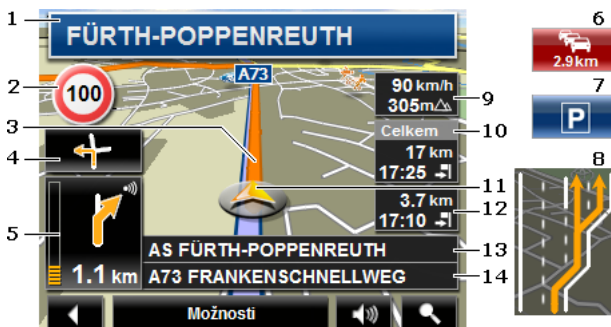 1
FÜRTH-POPPENREUTH
6
2.9 km
7
P
8
2
100
A73
90 km/h
305m
9
3
Celkem
10
17 km
17:25
4
11
3.7 km
17:10
12
5
1.1 km
AS FÜRTH-POPPENREUTH
13
A73 FRANKENSCHNELLWEG
14
Možnosti